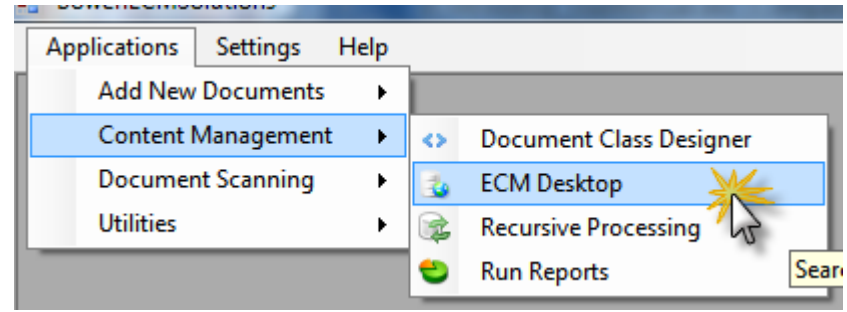 Applications Settings Help
Add New Documents
Content Management
Document Class Designer
Document Scanning
ECM Desktop
Utilities
Recursive Processing
Run Reports